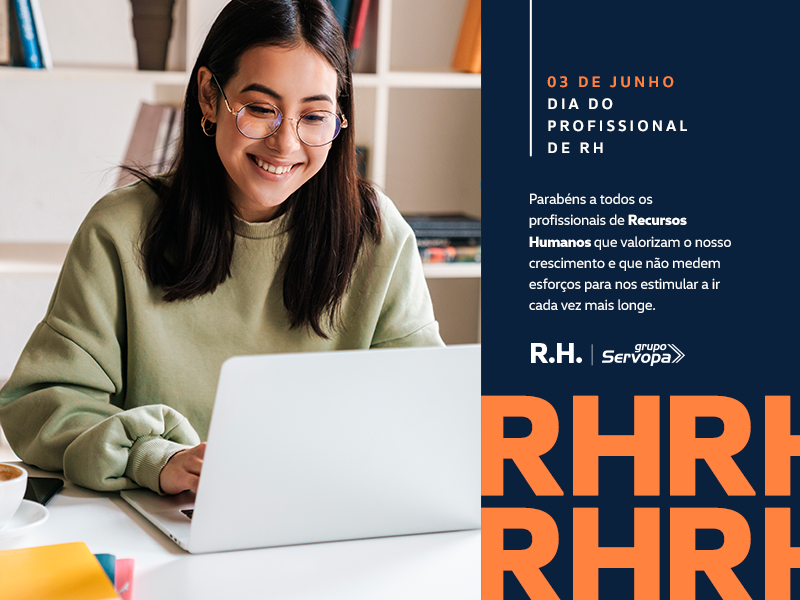 03 DE JUNHO
DIA DO
PROFISSIONAL
DE RH
Parabéns a todos os
profissionais de Recursos
Humanos que valorizam o nosso
crescimento e que não medem
esforços para nos estimular a ir
cada vez mais longe.
R.H. | grupo Servopa
RHRH
RHRH